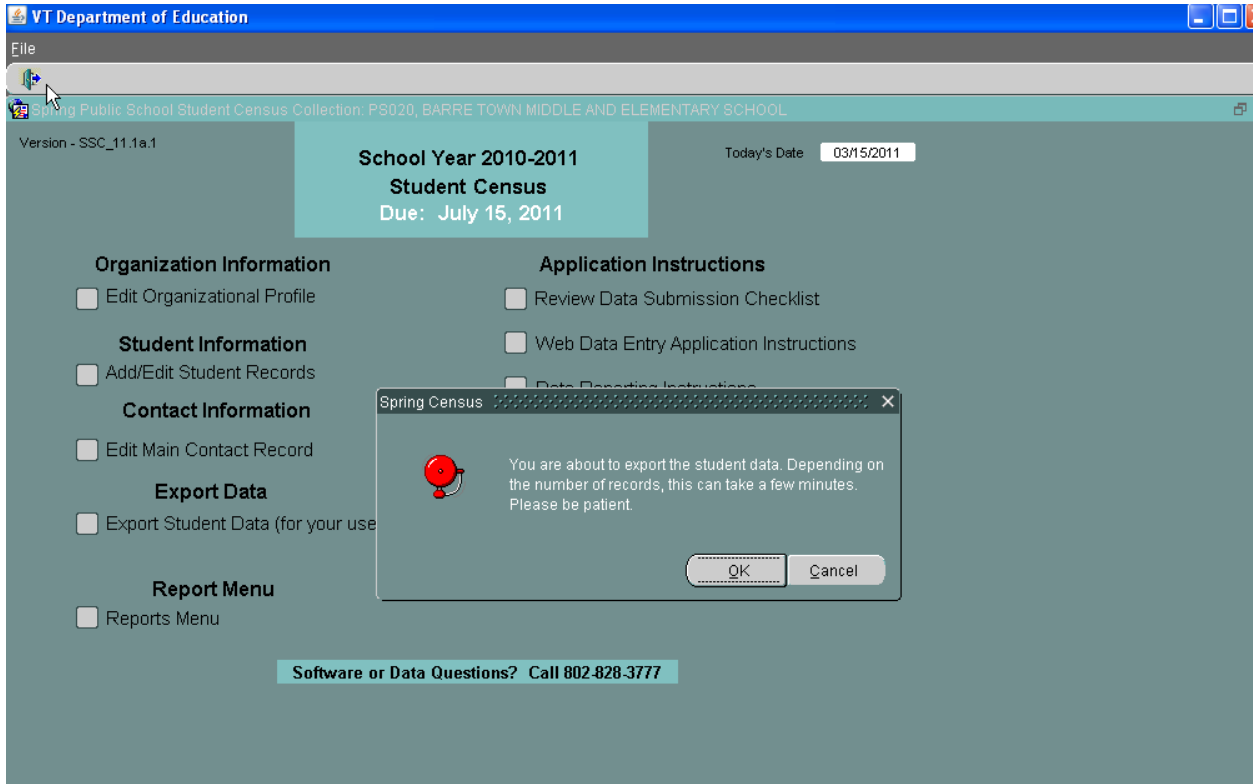 VT Department of Education
File
Spring Public School Student Census Collection: PS020, BARRE TOWN MIDDLE AND ELEMENTARY SCHOOL
Version - SSC_11.1a.1
School Year 2010-2011
Student Census
Due: July 15, 2011
Today's Date 03/15/2011
Organization Information
Edit Organizational Profile
Student Information
Add/Edit Student Records
Contact Information
Edit Main Contact Record
Export Data
Export Student Data (for your use
Report Menu
Reports Menu
Application Instructions
Review Data Submission Checklist
Web Data Entry Application Instructions
Data Reporting Instructions
Spring Census
You are about to export the student data. Depending on
the number of records, this can take a few minutes.
Please be patient.
OK
Cancel
Software or Data Questions? Call 802-828-3777